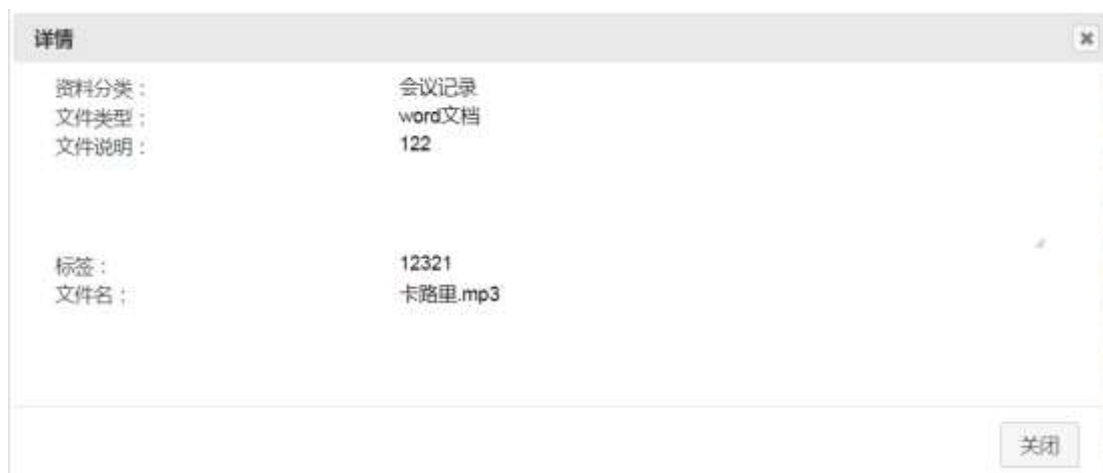 详情
资料分类： 会议记录
文件类型： word文档
文件说明： 122
标签： 12321
文件名： 卡路里.mp3
关闭